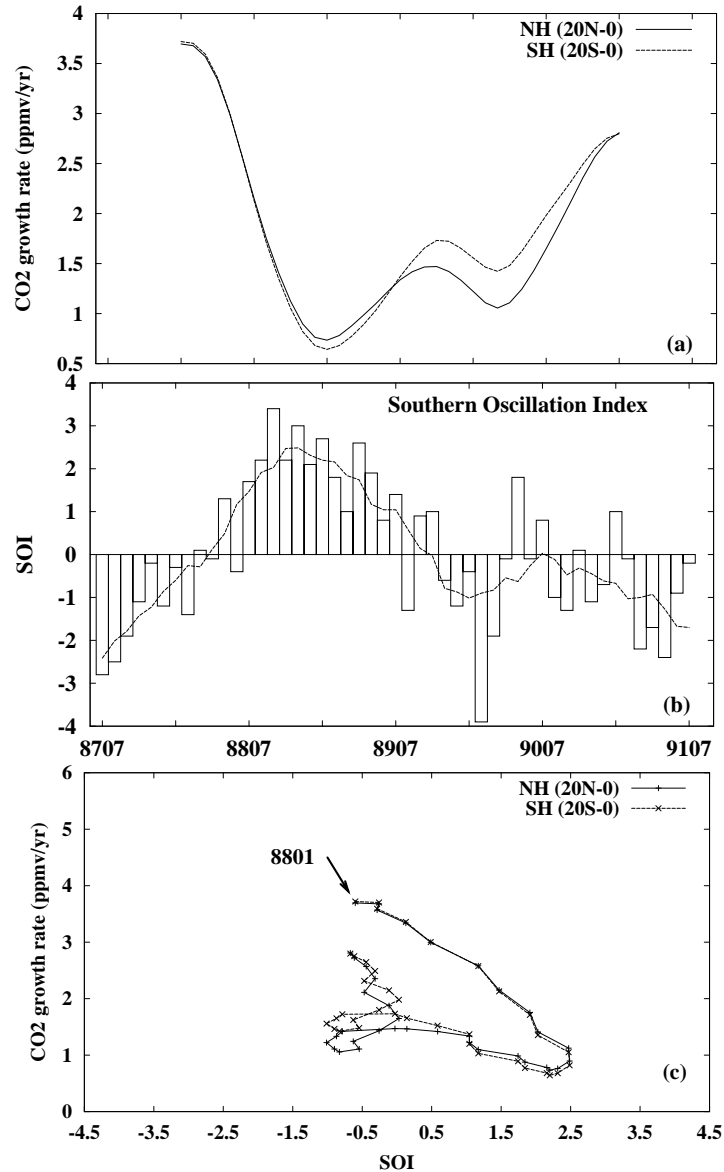 4
3.5
3
2.5
2
1.5
1
0.5
CO2 growth rate (ppmv/yr)
NH (20N-0)
SH (20S-0)
(a)
4
3
2
1
0
-1
-2
-3
-4
SOI
Southern Oscillation Index
(b)
8707 8807 8907 9007 9107
6
5
4
3
2
1
0
CO2 growth rate (ppmv/yr)
NH (20N-0)
SH (20S-0)
8801
(c)
-4.5 -3.5 -2.5 -1.5 -0.5 0.5 1.5 2.5 3.5 4.5
SOI